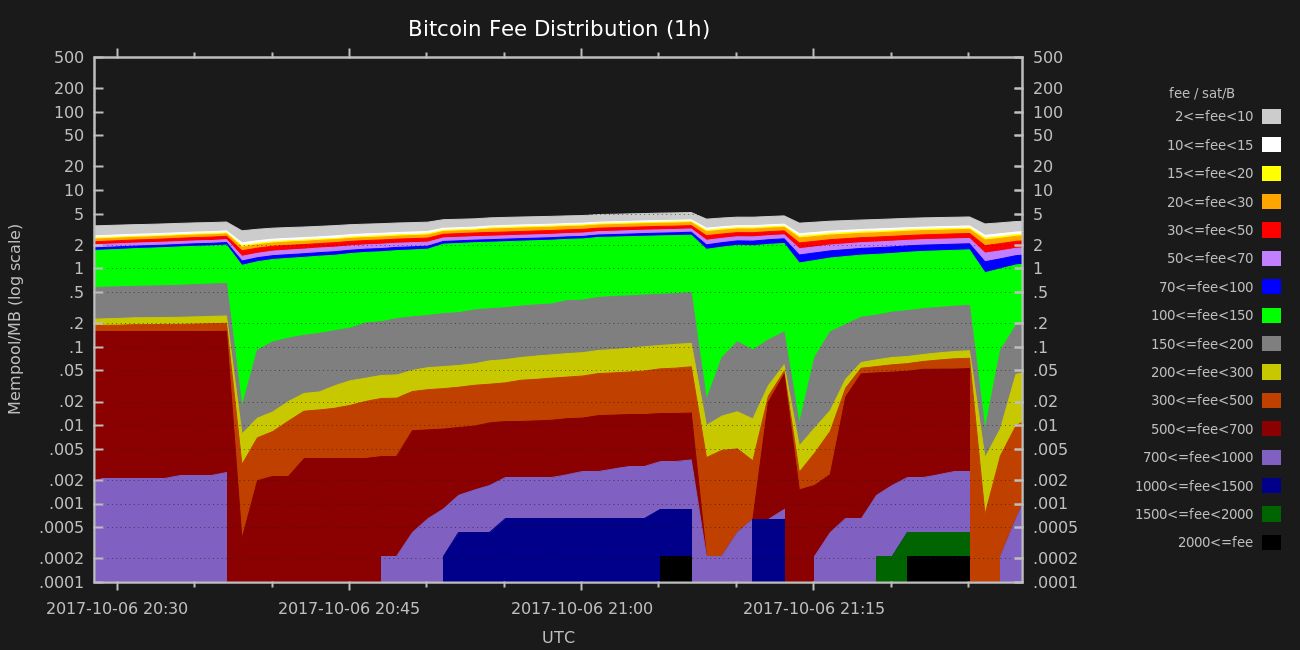 Bitcoin Fee Distribution (1h)
Mempool/MB (log scale)
500
200
100
50
20
10
5
2
1
.5
.2
.1
.05
.02
.01
.005
.002
.001
.0005
.0002
.0001
500
200
100
50
20
10
5
2
1
.5
.2
.1
.05
.02
.01
.005
.002
.001
.0005
.0002
.0001
2017-10-06 20:30 2017-10-06 20:45 2017-10-06 21:00 2017-10-06 21:15
UTC
fee / sat/B
2<=fee<10
10<=fee<15
15<=fee<20
20<=fee<30
30<=fee<50
50<=fee<70
70<=fee<100
100<=fee<150
150<=fee<200
200<=fee<300
300<=fee<500
500<=fee<700
700<=fee<1000
1000<=fee<1500
1500<=fee<2000
2000<=fee